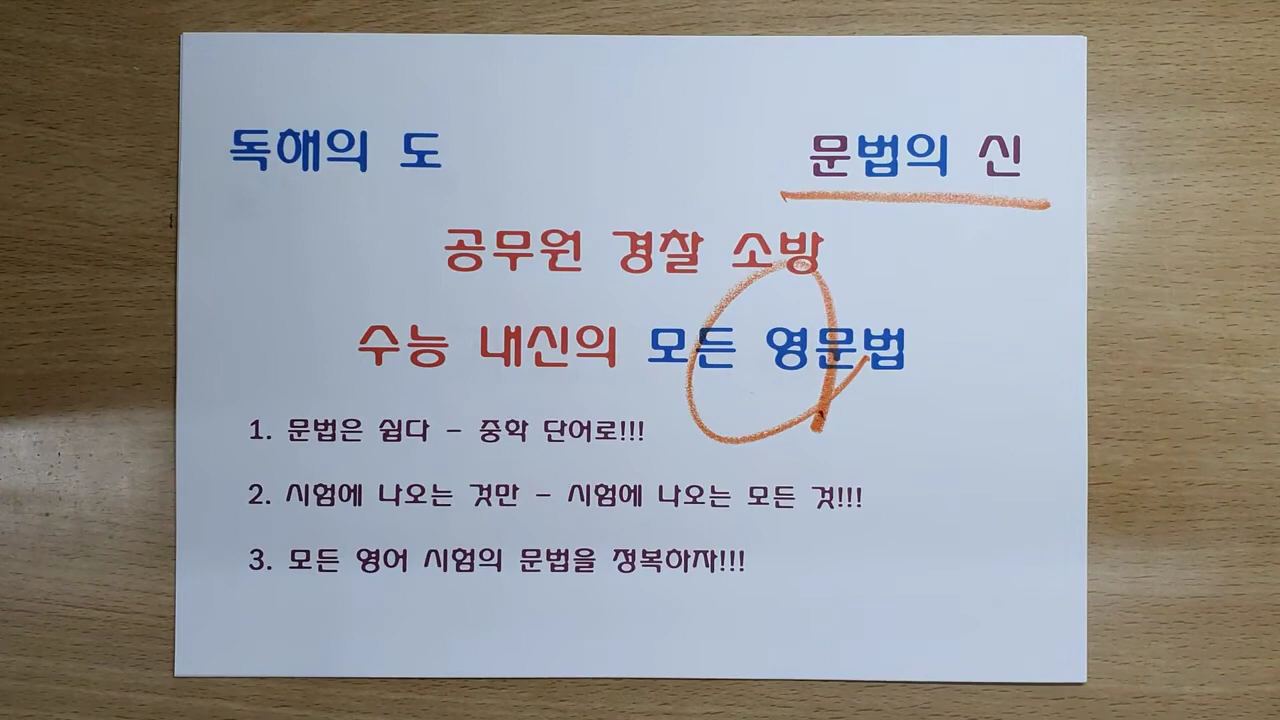 독해의 도 문법의 신
공무원 경찰 소방
수능 내신의 모든 영문법
1. 문법은 쉽다 – 중학 단어로!!!
2. 시험에 나오는 것만 – 시험에 나오는 모든 것!!!
3. 모든 영어 시험의 문법을 정복하자!!!